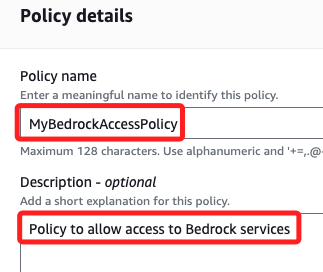 Policy details
Policy name
Enter a meaningful name to identify this policy.
MyBedrockAccessPolicy
Maximum 128 characters. Use alphanumeric and '+=,.@
Description - optional
Add a short explanation for this policy.
Policy to allow access to Bedrock services